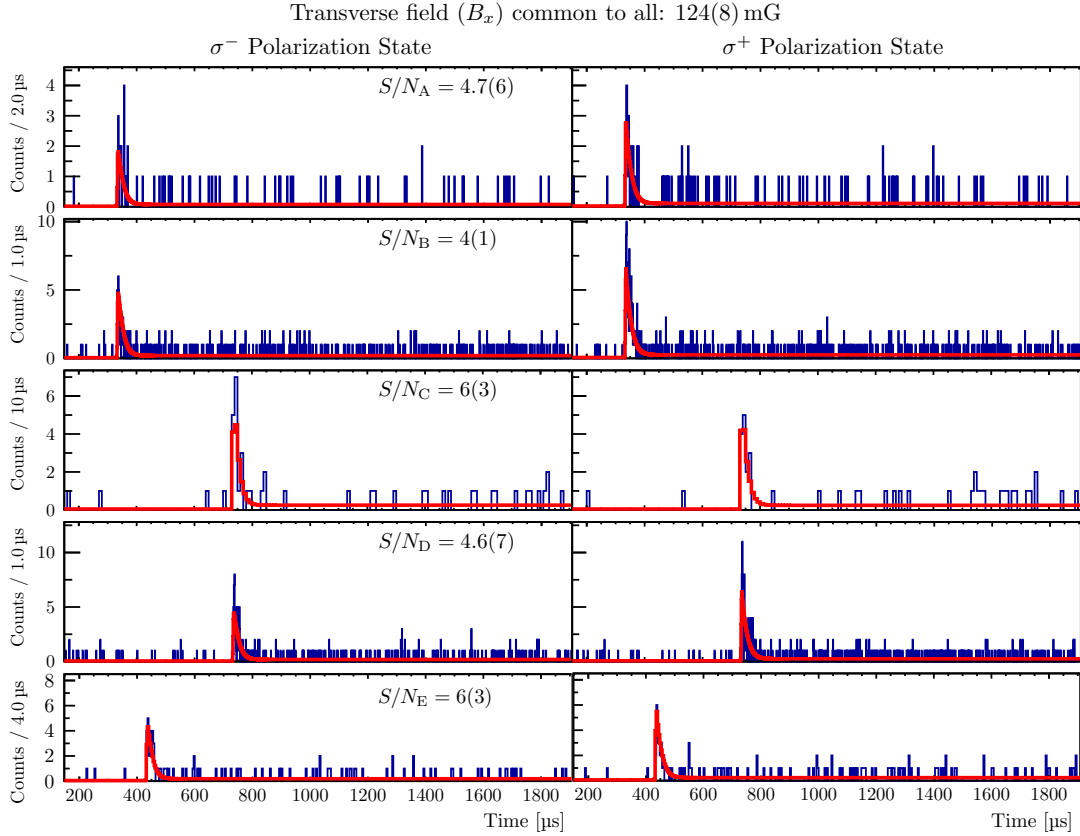 Transverse field (Bₓ) common to all: 124(8) mG
σ⁻ Polarization State
σ⁺ Polarization State
Counts / 2.0 µs
4
3
2
1
0
S/N_A = 4.7(6)
Counts / 1.0 µs
10
5
0
S/N_B = 4(1)
Counts / 10 µs
6
4
2
0
S/N_C = 6(3)
Counts / 1.0 µs
10
5
0
S/N_D = 4.6(7)
Counts / 4.0 µs
8
6
4
2
0
S/N_E = 6(3)
200 400 600 800 1000 1200 1400 1600 1800
200 400 600 800 1000 1200 1400 1600 1800
Time [µs]
Time [µs]